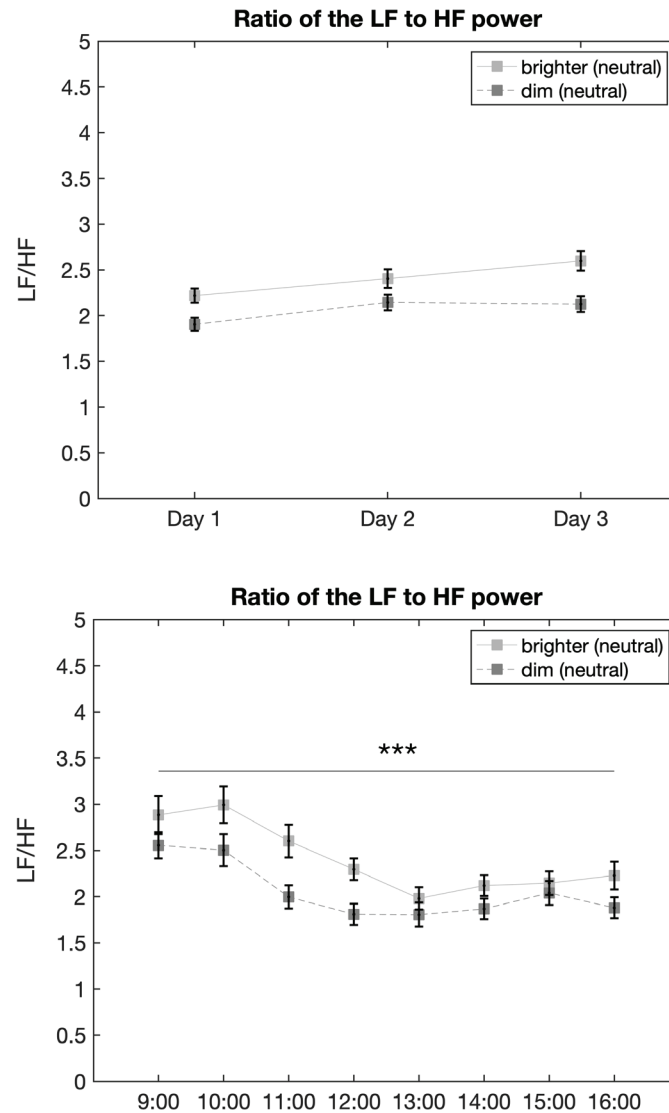 Ratio of the LF to HF power
5
4.5
4
3.5
3
2.5
2
1.5
1
0.5
0
LF/HF
brighter (neutral)
dim (neutral)
Day 1 Day 2 Day 3
Ratio of the LF to HF power
5
4.5
4
3.5
3
2.5
2
1.5
1
0.5
0
LF/HF
brighter (neutral)
dim (neutral)
***
9:00 10:00 11:00 12:00 13:00 14:00 15:00 16:00